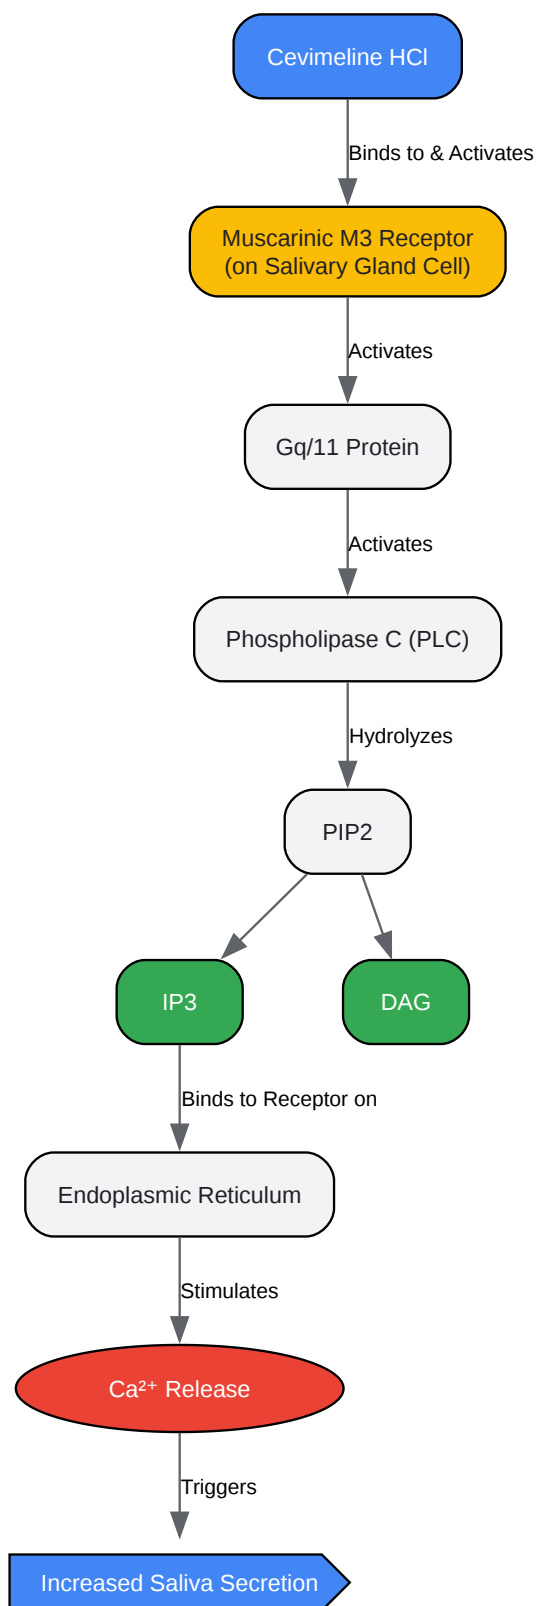 Cevimeline HCl
Binds to & Activates
Muscarinic M3 Receptor
(on Salivary Gland Cell)
Activates
Gq/11 Protein
Activates
Phospholipase C (PLC)
Hydrolyzes
PIP2
IP3
DAG
Binds to Receptor on
Endoplasmic Reticulum
Stimulates
Ca²⁺ Release
Triggers
Increased Saliva Secretion